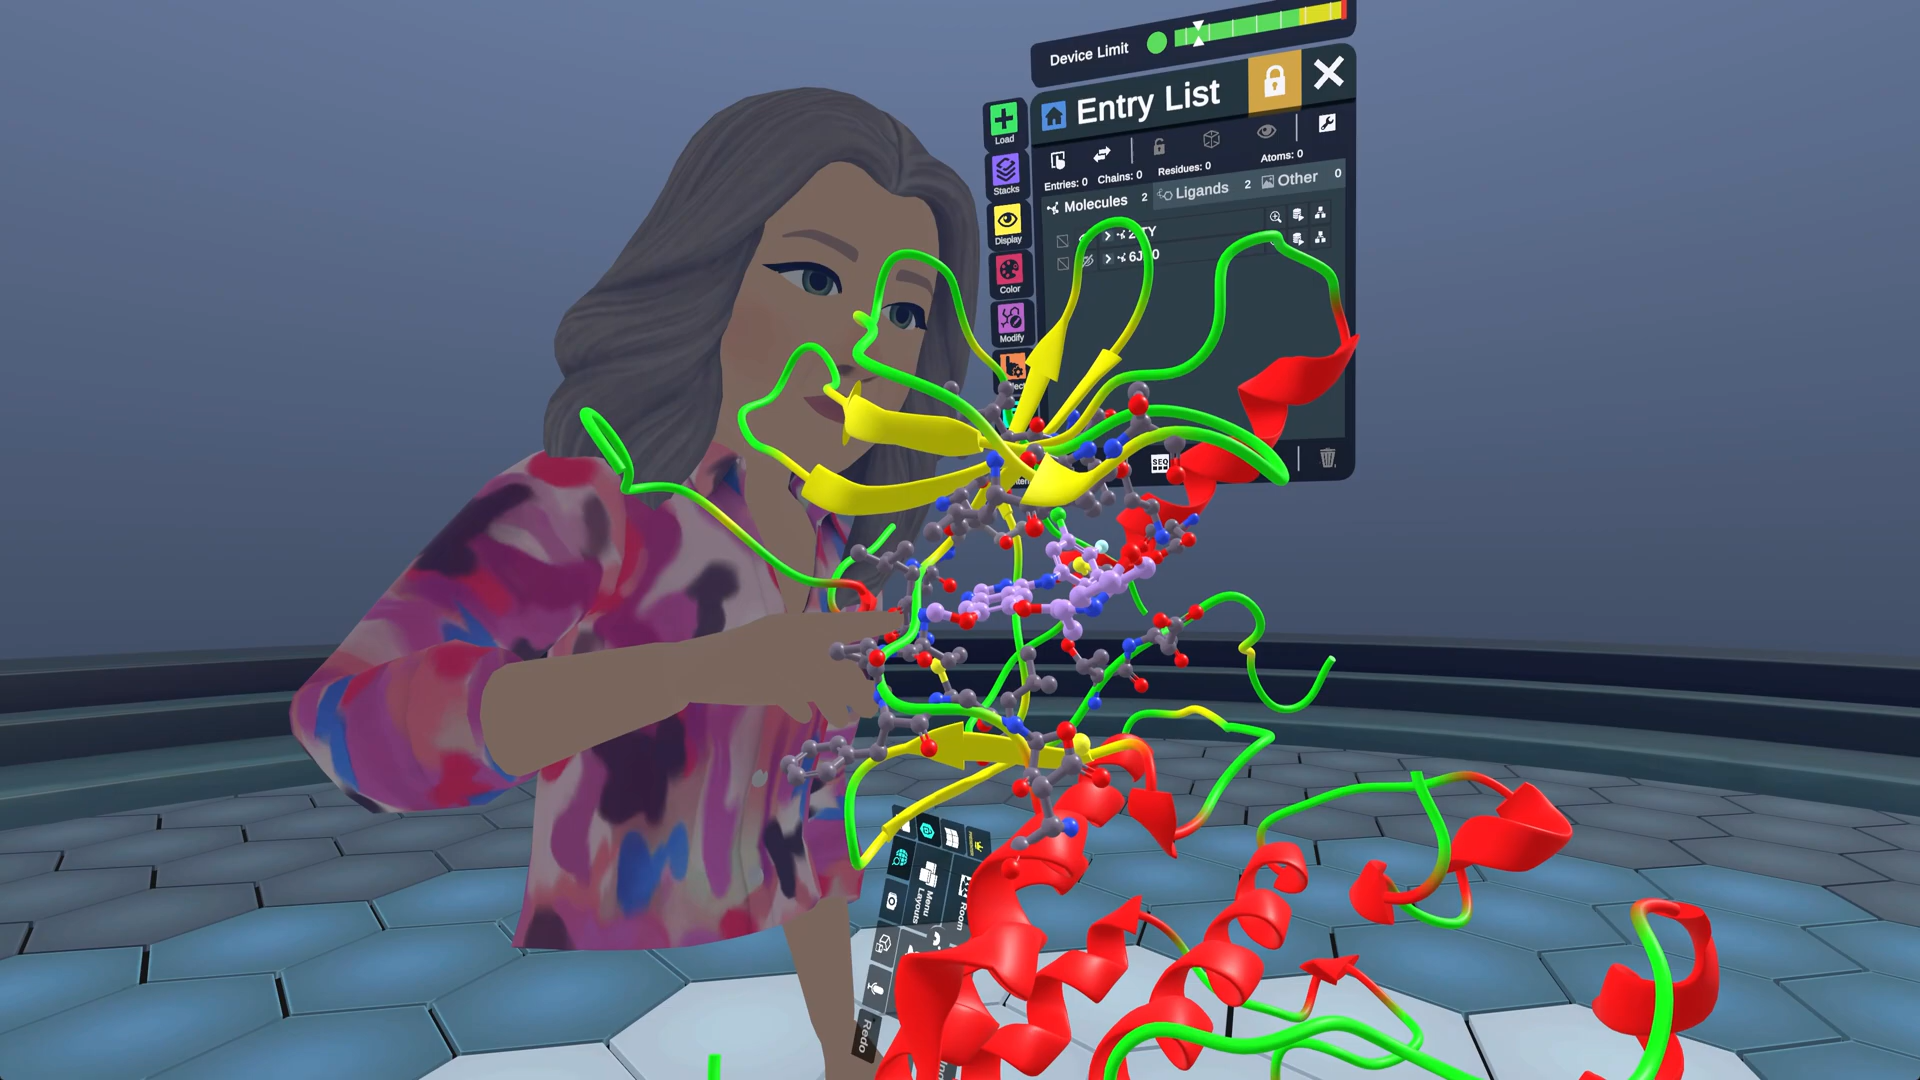 Device Limit
Entry List
Load
Stacks
Display
Color
Modify
Entries: 0 Chains: 0 Residues: 0 Atoms: 0
Molecules 2 Ligands 2 Other 0
SEQ
Menu
Layouts
Room
Redo